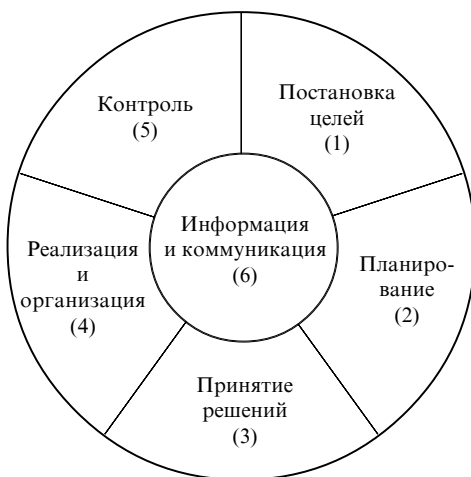 Постановка
целей
(1)
Планиро-
вание
(2)
Принятие
решений
(3)
Реализация
и
организация
(4)
Контроль
(5)
Информация
и коммуникация
(6)